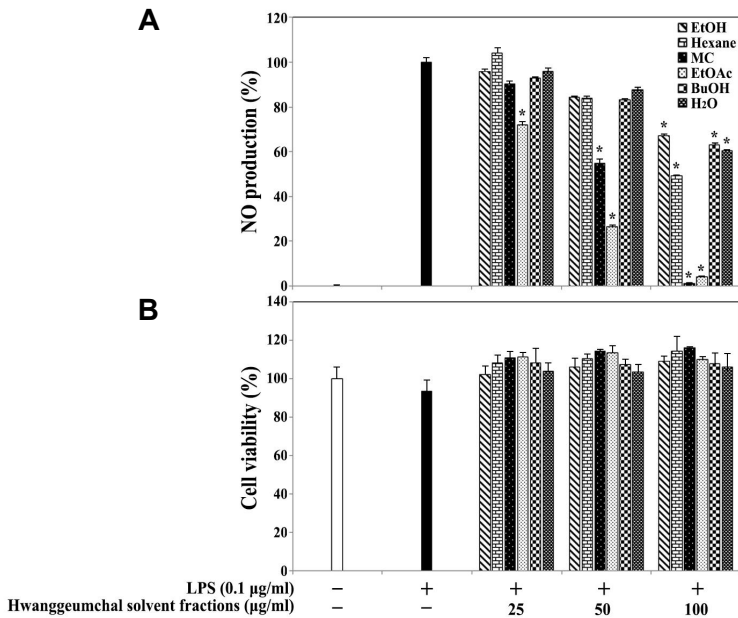 A
120
100
80
60
40
20
0
NO production (%)
EtOH
Hexane
MC
EtOAc
BuOH
H2O
* * * * * * * * *
B
140
120
100
80
60
40
20
0
Cell viability (%)
LPS (0.1 μg/ml) − + + + +
Hwanggeumchal solvent fractions (μg/ml) − − 25 50 100